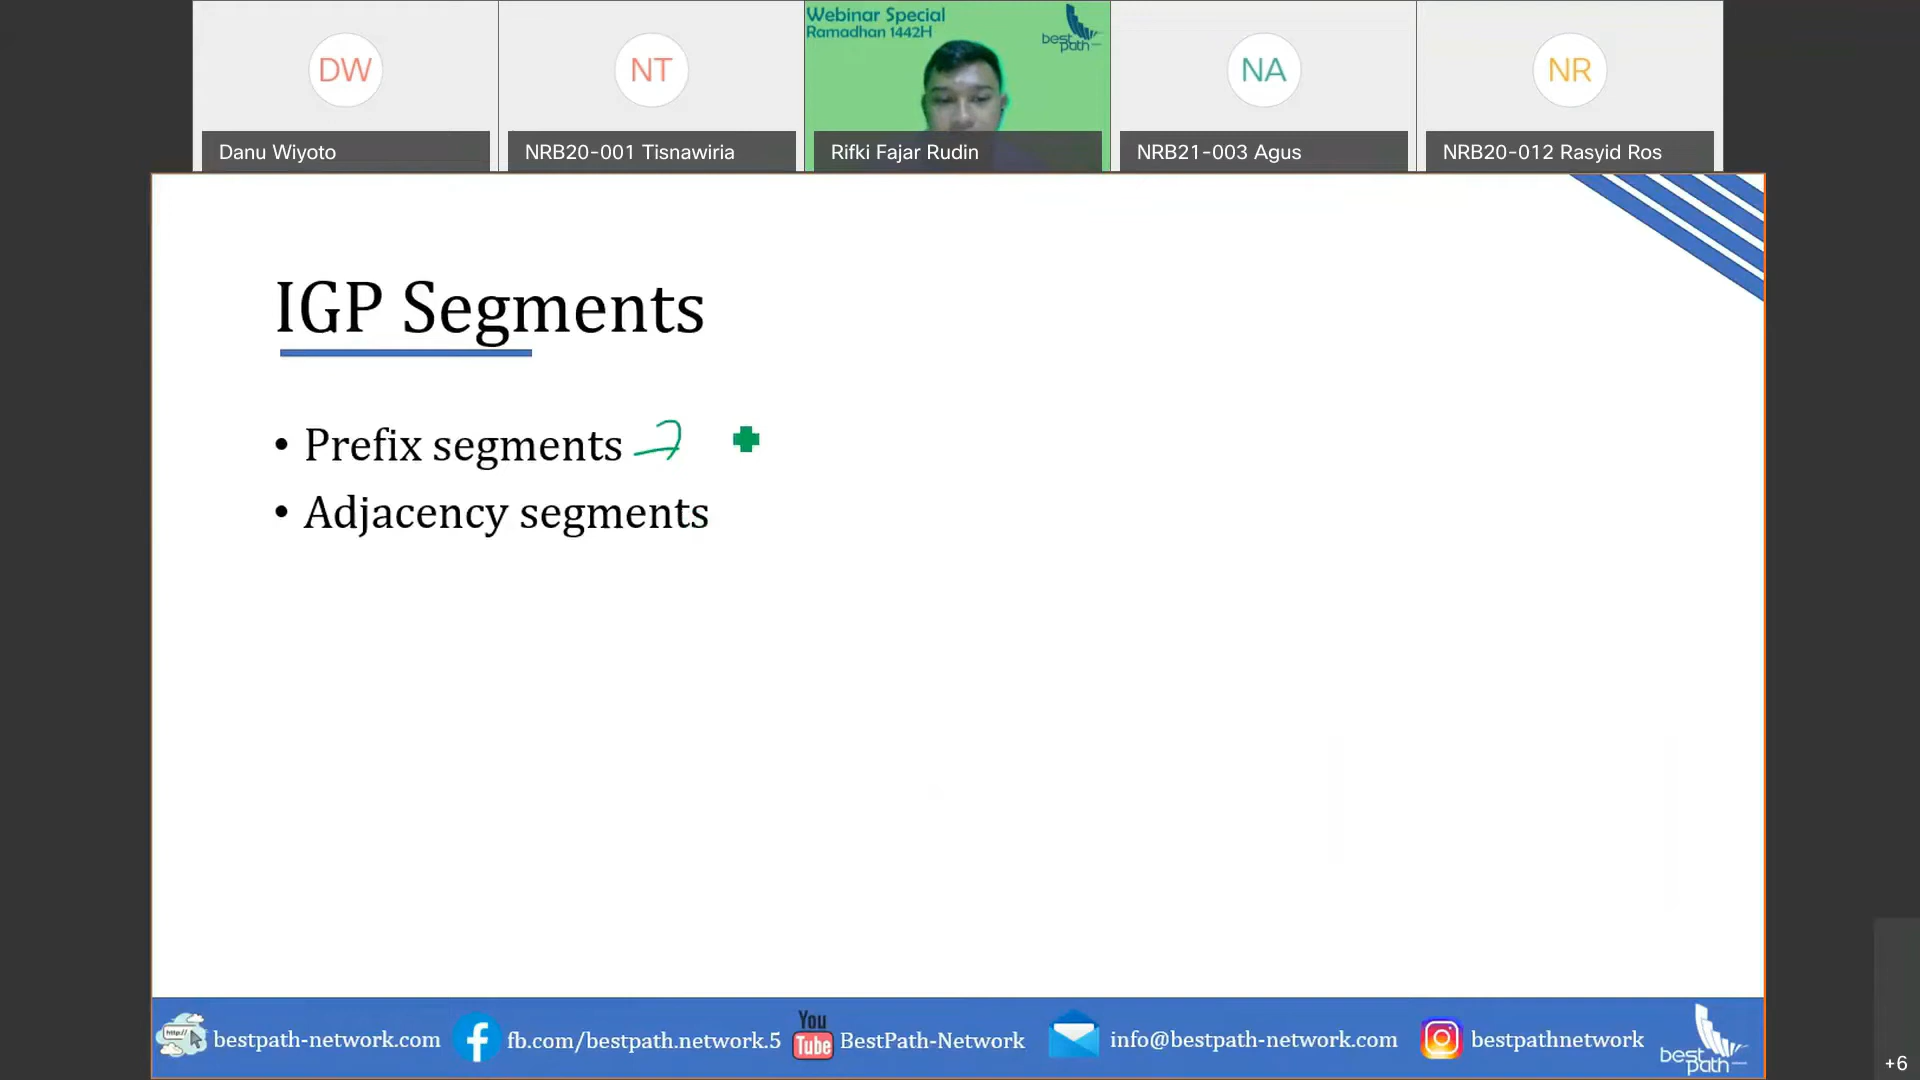 DW
NT
Webinar Special
Ramadhan 1442H
best path
NA
NR
Danu Wiyoto
NRB20-001 Tisnawiria
Rifki Fajar Rudin
NRB21-003 Agus
NRB20-012 Rasyid Ros
IGP Segments
• Prefix segments
• Adjacency segments
http://
bestpath-network.com
fb.com/bestpath.network.5
You Tube
BestPath-Network
info@bestpath-network.com
bestpathnetwork
best path
+6